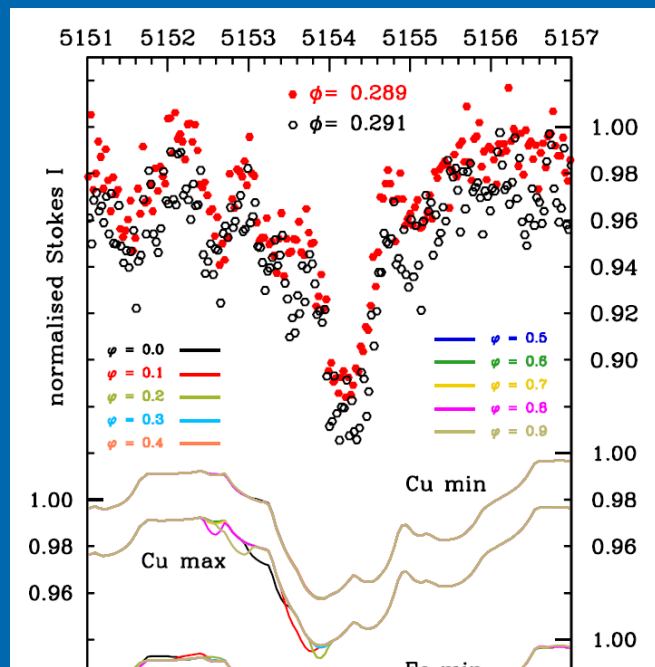 5151 5152 5153 5154 5155 5156 5157
ϕ= 0.289
ϕ= 0.291
1.00
0.98
0.96
0.94
0.92
0.90
normalised Stokes I
φ = 0.0
φ = 0.1
φ = 0.2
φ = 0.3
φ = 0.4
φ = 0.5
φ = 0.6
φ = 0.7
φ = 0.8
φ = 0.9
1.00
Cu min
1.00
0.98
Cu max
0.98
0.96
0.96
1.00